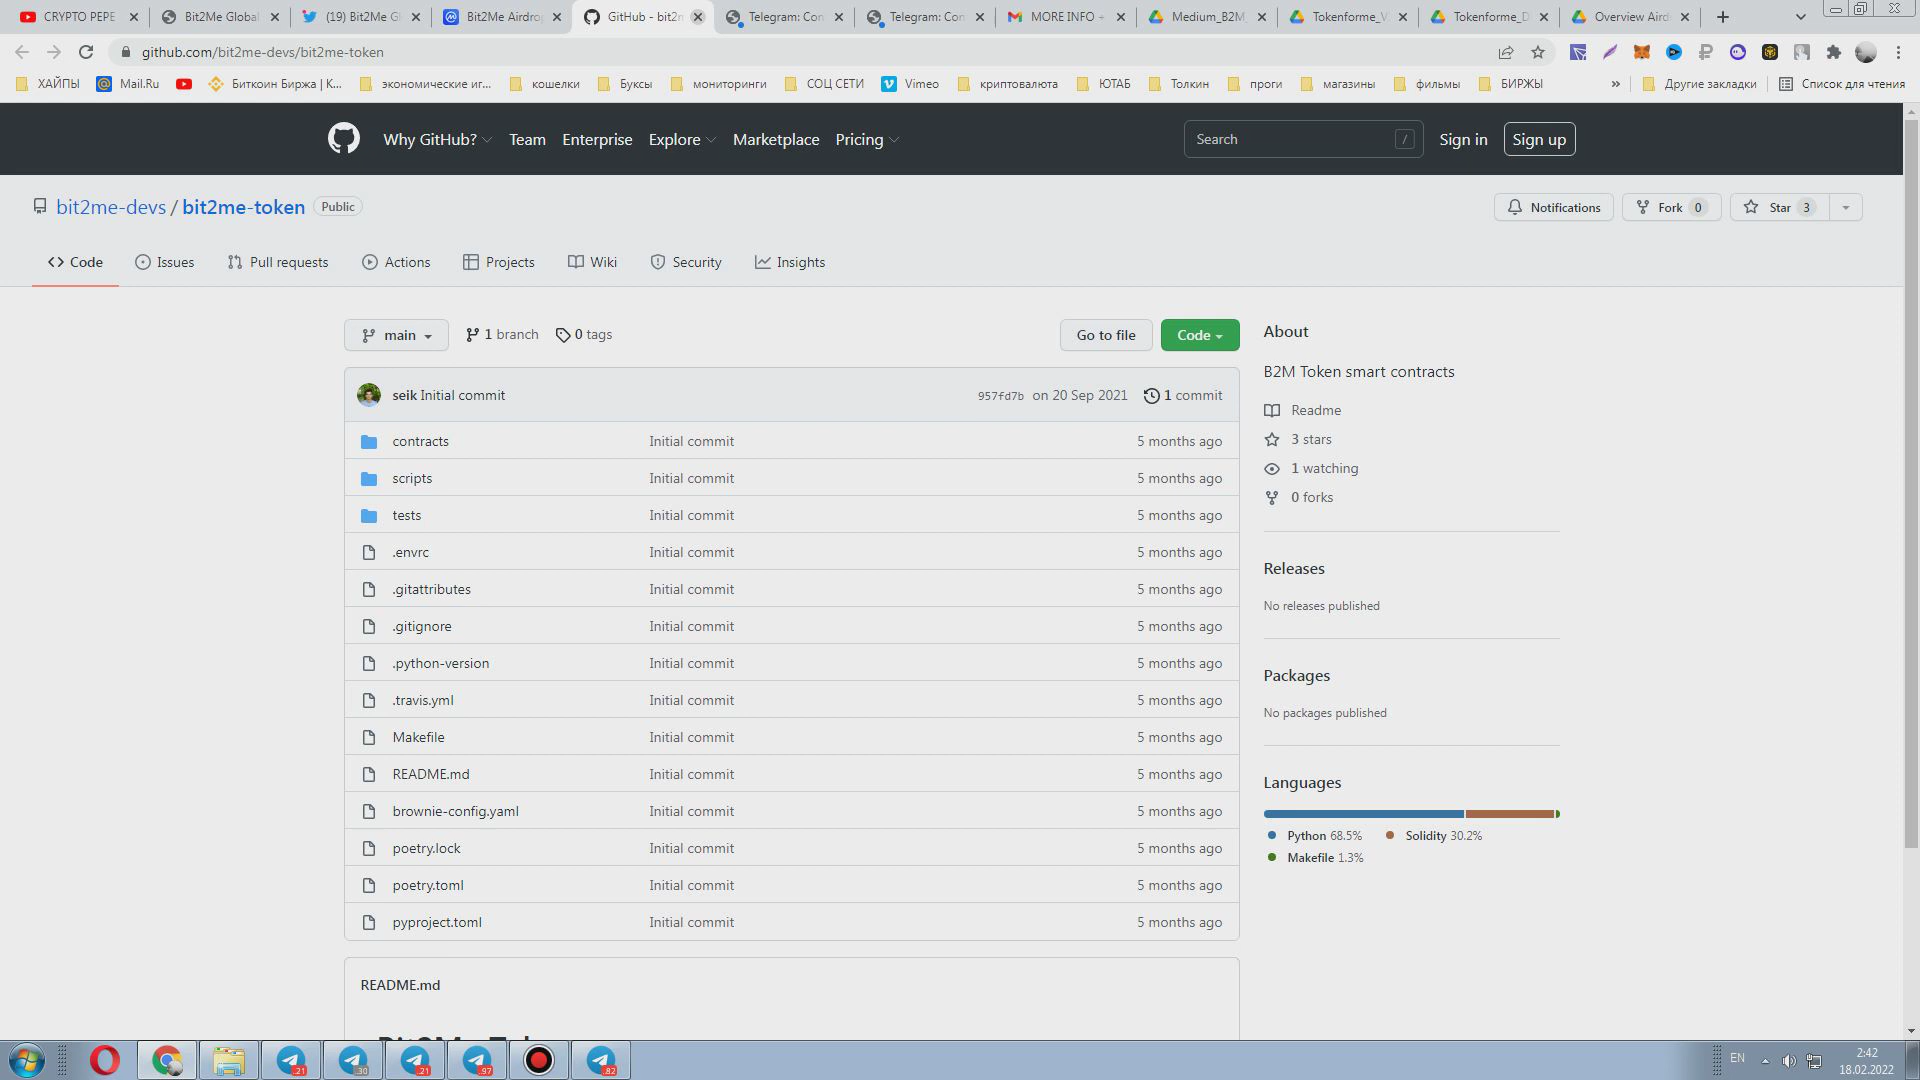 CRYPTO PEPE
Bit2Me Global
(19) Bit2Me Gl
Bit2Me Airdrop
GitHub - bit2m
Telegram: Con
Telegram: Con
MORE INFO +
Medium_B2M
Tokenforme_V
Tokenforme_D
Overview Aird
github.com/bit2me-devs/bit2me-token
ХАЙПЫ
Mail.Ru
Биткоин Биржа | К...
экономические иг...
кошелки
Буксы
мониторинги
СОЦ СЕТИ
Vimeo
криптовалюта
ЮТАБ
Толкин
проги
магазины
фильмы
БИРЖЫ
»
Другие закладки
Список для чтения
Why GitHub?
Team
Enterprise
Explore
Marketplace
Pricing
Search
/
Sign in
Sign up
bit2me-devs / bit2me-token
Public
Notifications
Fork 0
Star 3
Code
Issues
Pull requests
Actions
Projects
Wiki
Security
Insights
main
1 branch
0 tags
Go to file
Code
seik Initial commit
957fd7b on 20 Sep 2021
1 commit
contracts Initial commit 5 months ago
scripts Initial commit 5 months ago
tests Initial commit 5 months ago
.envrc Initial commit 5 months ago
.gitattributes Initial commit 5 months ago
.gitignore Initial commit 5 months ago
.python-version Initial commit 5 months ago
.travis.yml Initial commit 5 months ago
Makefile Initial commit 5 months ago
README.md Initial commit 5 months ago
brownie-config.yaml Initial commit 5 months ago
poetry.lock Initial commit 5 months ago
poetry.toml Initial commit 5 months ago
pyproject.toml Initial commit 5 months ago
README.md
About
B2M Token smart contracts
Readme
3 stars
1 watching
0 forks
Releases
No releases published
Packages
No packages published
Languages
Python 68.5%
Solidity 30.2%
Makefile 1.3%
.21
.30
.21
.97
.82
EN
2:42
18.02.2022